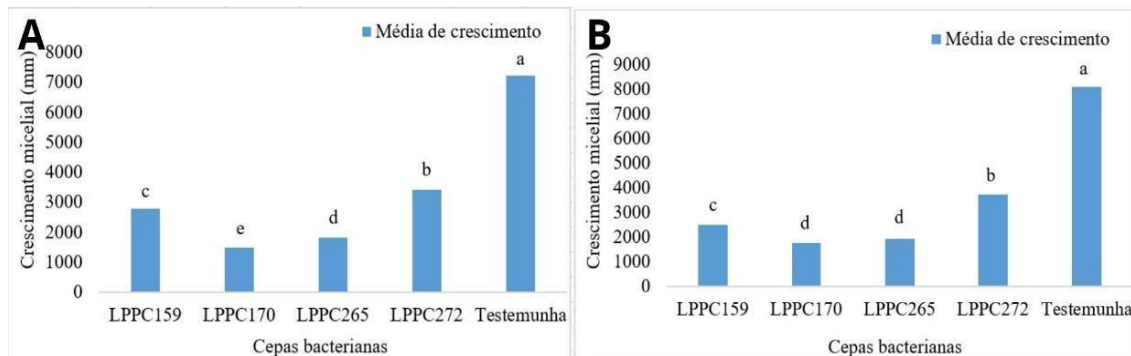 A
Média de crescimento
Crescimento micelial (mm)
8000
7000
6000
5000
4000
3000
2000
1000
0
c
e
d
b
a
LPPC159 LPPC170 LPPC265 LPPC272 Testemunha
Cepas bacterianas
B
Média de crescimento
Crescimento micelial (mm)
9000
8000
7000
6000
5000
4000
3000
2000
1000
0
c
d
d
b
a
LPPC159 LPPC170 LPPC265 LPPC272 Testemunha
Cepas bacterianas